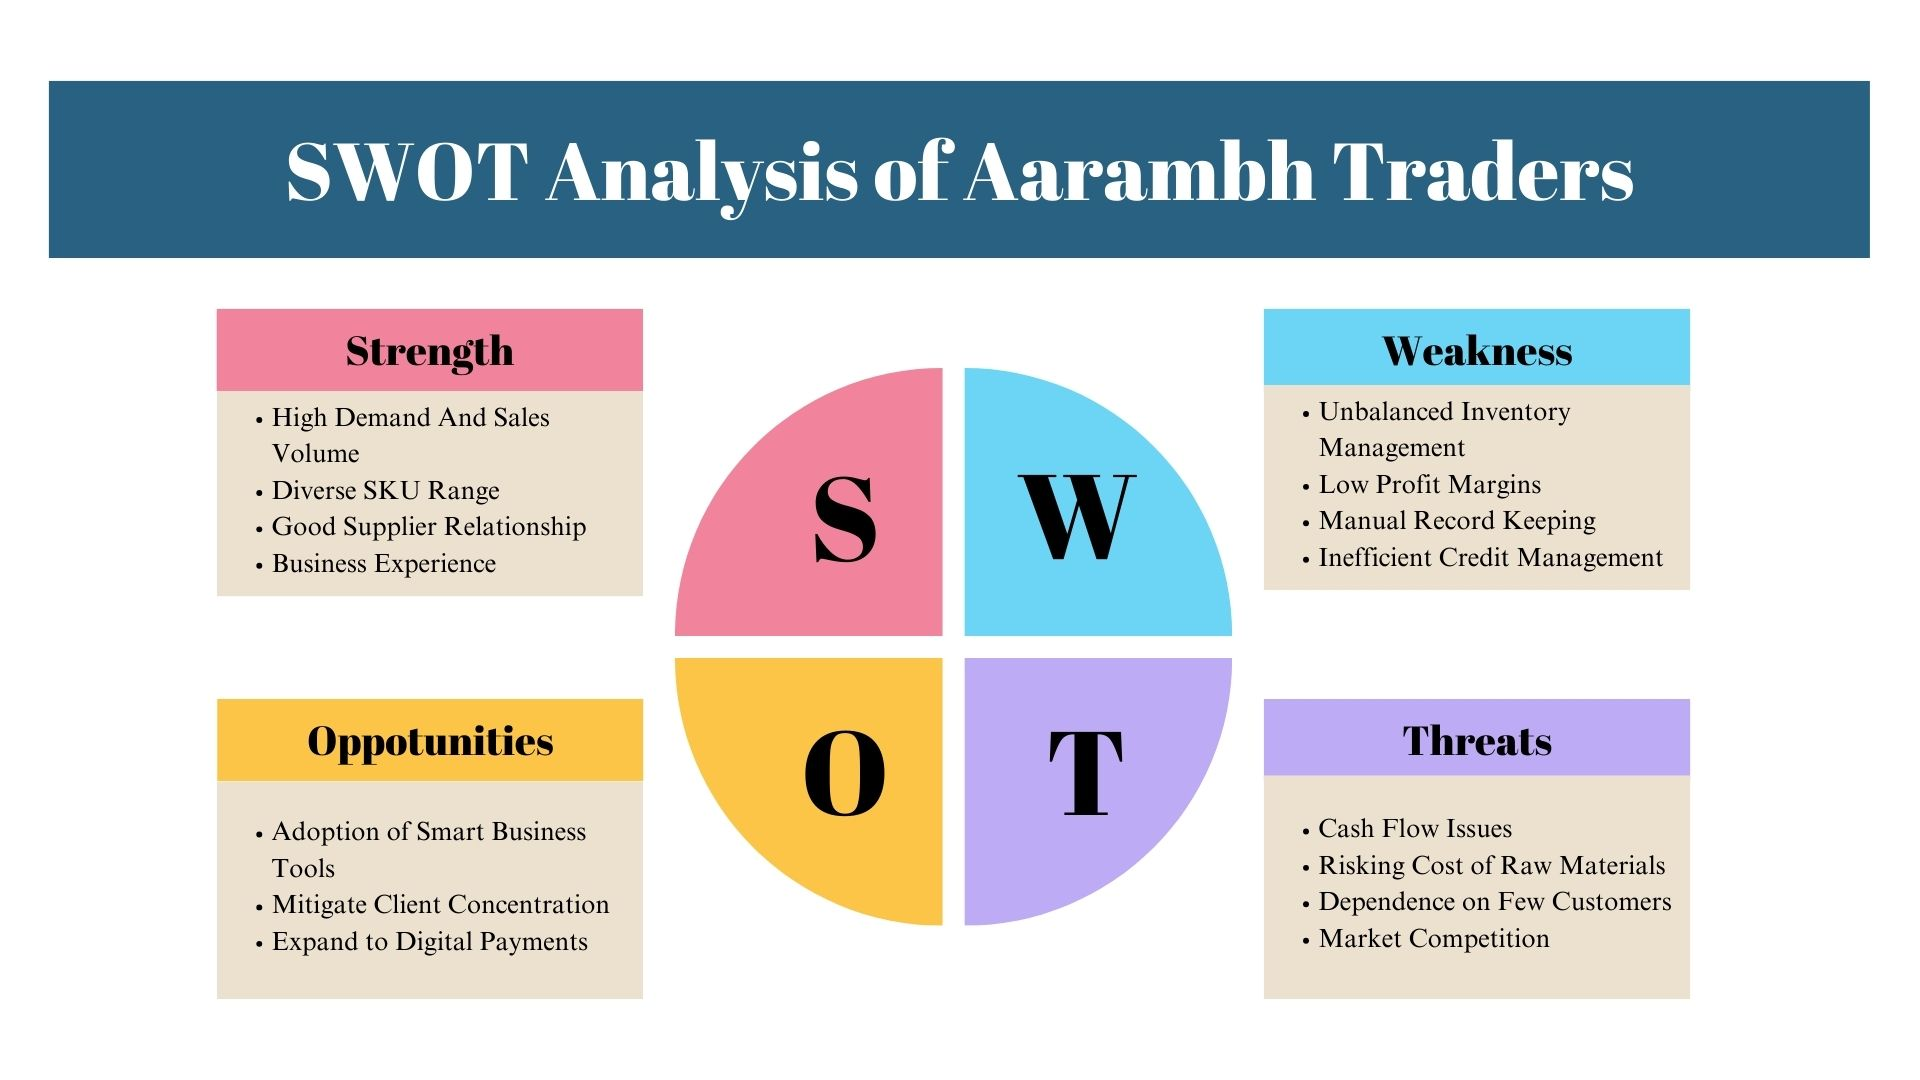 SWOT Analysis of Aarambh Traders
Strength
• High Demand And Sales
Volume
• Diverse SKU Range
• Good Supplier Relationship
• Business Experience
Weakness
• Unbalanced Inventory
Management
• Low Profit Margins
• Manual Record Keeping
• Inefficient Credit Management
S
W
O
T
Oppotunities
• Adoption of Smart Business
Tools
• Mitigate Client Concentration
• Expand to Digital Payments
Threats
• Cash Flow Issues
• Risking Cost of Raw Materials
• Dependence on Few Customers
• Market Competition